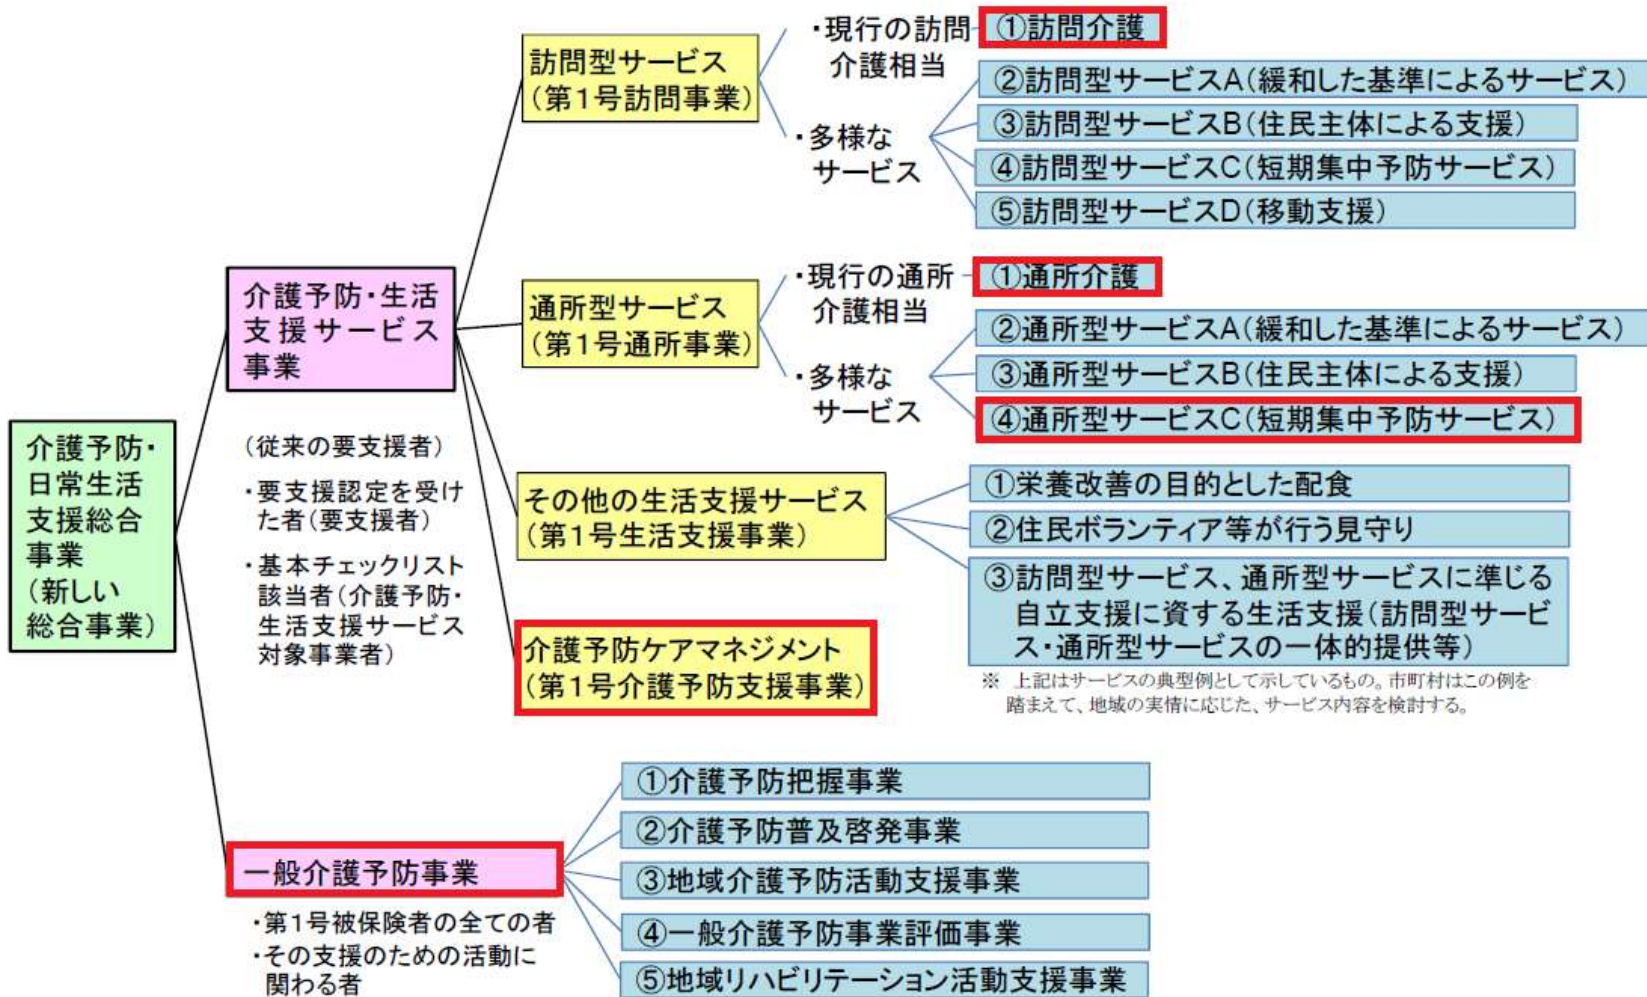 介護予防・
日常生活
支援総合
事業
(新しい
総合事業)
介護予防・生活
支援サービス
事業
(従来の要支援者)
・要支援認定を受け
た者(要支援者)
・基本チェックリスト
該当者(介護予防・
生活支援サービス
対象事業者)
訪問型サービス
(第1号訪問事業)
・現行の訪問
介護相当
①訪問介護
・多様な
サービス
②訪問型サービスA(緩和した基準によるサービス)
③訪問型サービスB(住民主体による支援)
④訪問型サービスC(短期集中予防サービス)
⑤訪問型サービスD(移動支援)
通所型サービス
(第1号通所事業)
・現行の通所
介護相当
①通所介護
・多様な
サービス
②通所型サービスA(緩和した基準によるサービス)
③通所型サービスB(住民主体による支援)
④通所型サービスC(短期集中予防サービス)
その他の生活支援サービス
(第1号生活支援事業)
①栄養改善の目的とした配食
②住民ボランティア等が行う見守り
③訪問型サービス、通所型サービスに準じる
自立支援に資する生活支援(訪問型サービ
ス・通所型サービスの一体的提供等)
※ 上記はサービスの典型例として示しているもの。市町村はこの例を
踏まえて、地域の実情に応じた、サービス内容を検討する。
介護予防ケアマネジメント
(第1号介護予防支援事業)
一般介護予防事業
・第1号被保険者の全ての者
・その支援のための活動に
関わる者
①介護予防把握事業
②介護予防普及啓発事業
③地域介護予防活動支援事業
④一般介護予防事業評価事業
⑤地域リハビリテーション活動支援事業